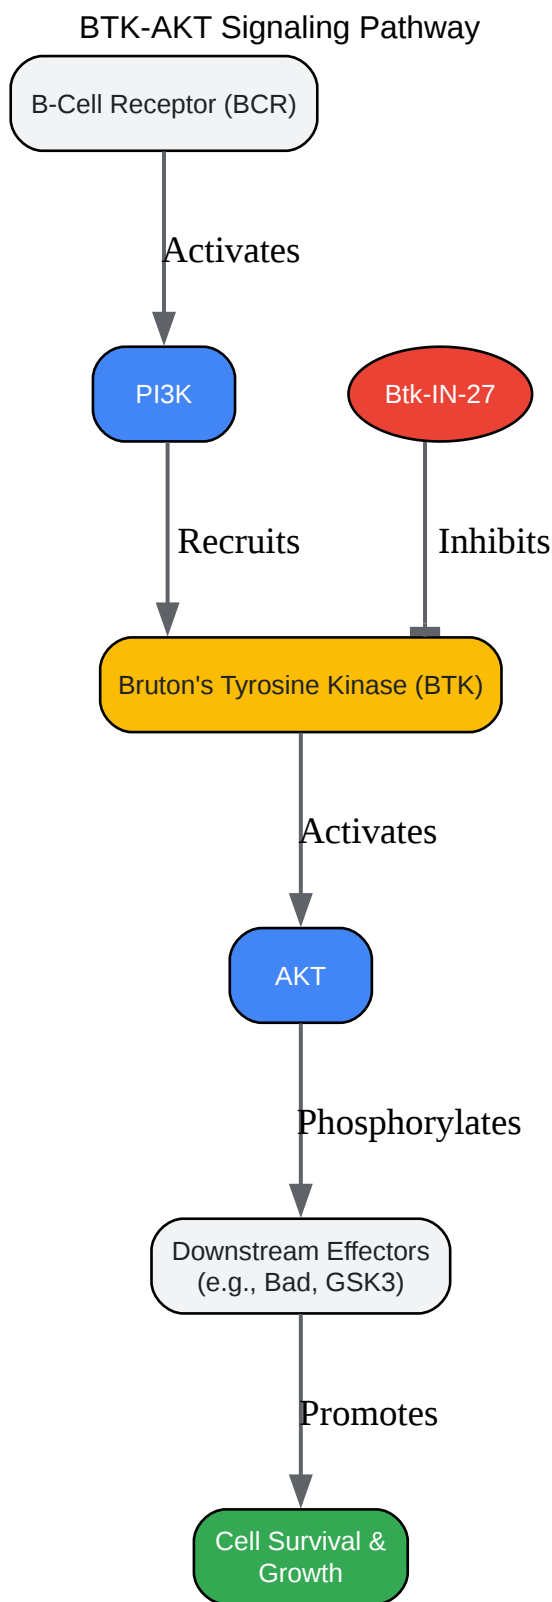 BTK-AKT Signaling Pathway
B-Cell Receptor (BCR)
Activates
PI3K
Btk-IN-27
Recruits
Inhibits
Bruton's Tyrosine Kinase (BTK)
Activates
AKT
Phosphorylates
Downstream Effectors
(e.g., Bad, GSK3)
Promotes
Cell Survival &
Growth